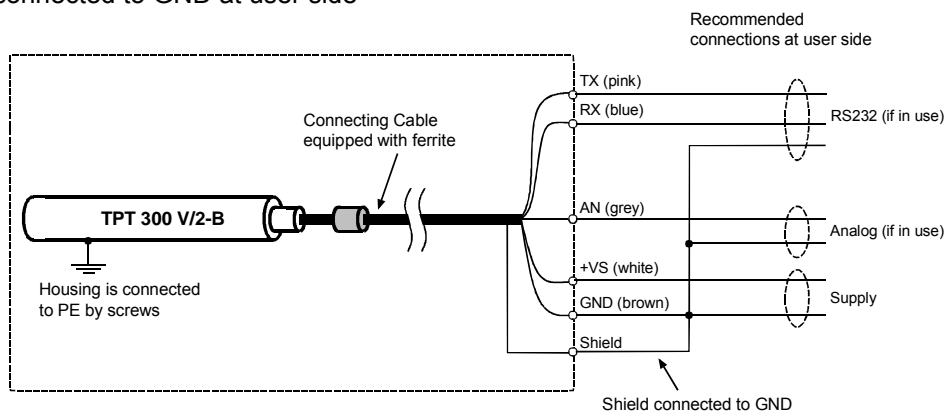 connected to GND at user side
Recommended
connections at user side
TX (pink)
RX (blue)
RS232 (if in use)
Connecting Cable
equipped with ferrite
TPT 300 V/2-B
AN (grey)
Analog (if in use)
+VS (white)
Housing is connected
to PE by screws
GND (brown)
Supply
Shield
Shield connected to GND